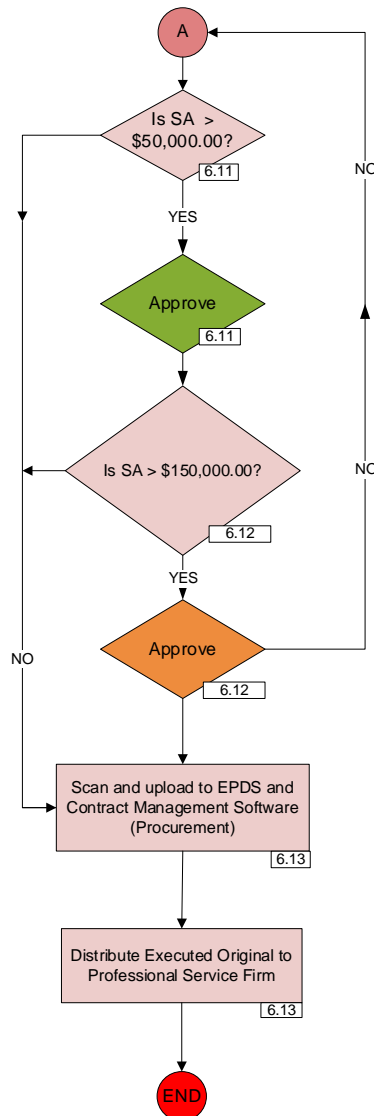 A
Is SA >
$50,000.00?
6.11
NO
YES
Approve
6.11
Is SA > $150,000.00?
NO
6.12
YES
Approve
NO
6.12
Scan and upload to EPDS and
Contract Management Software
(Procurement)
6.13
Distribute Executed Original to
Professional Service Firm
6.13
END